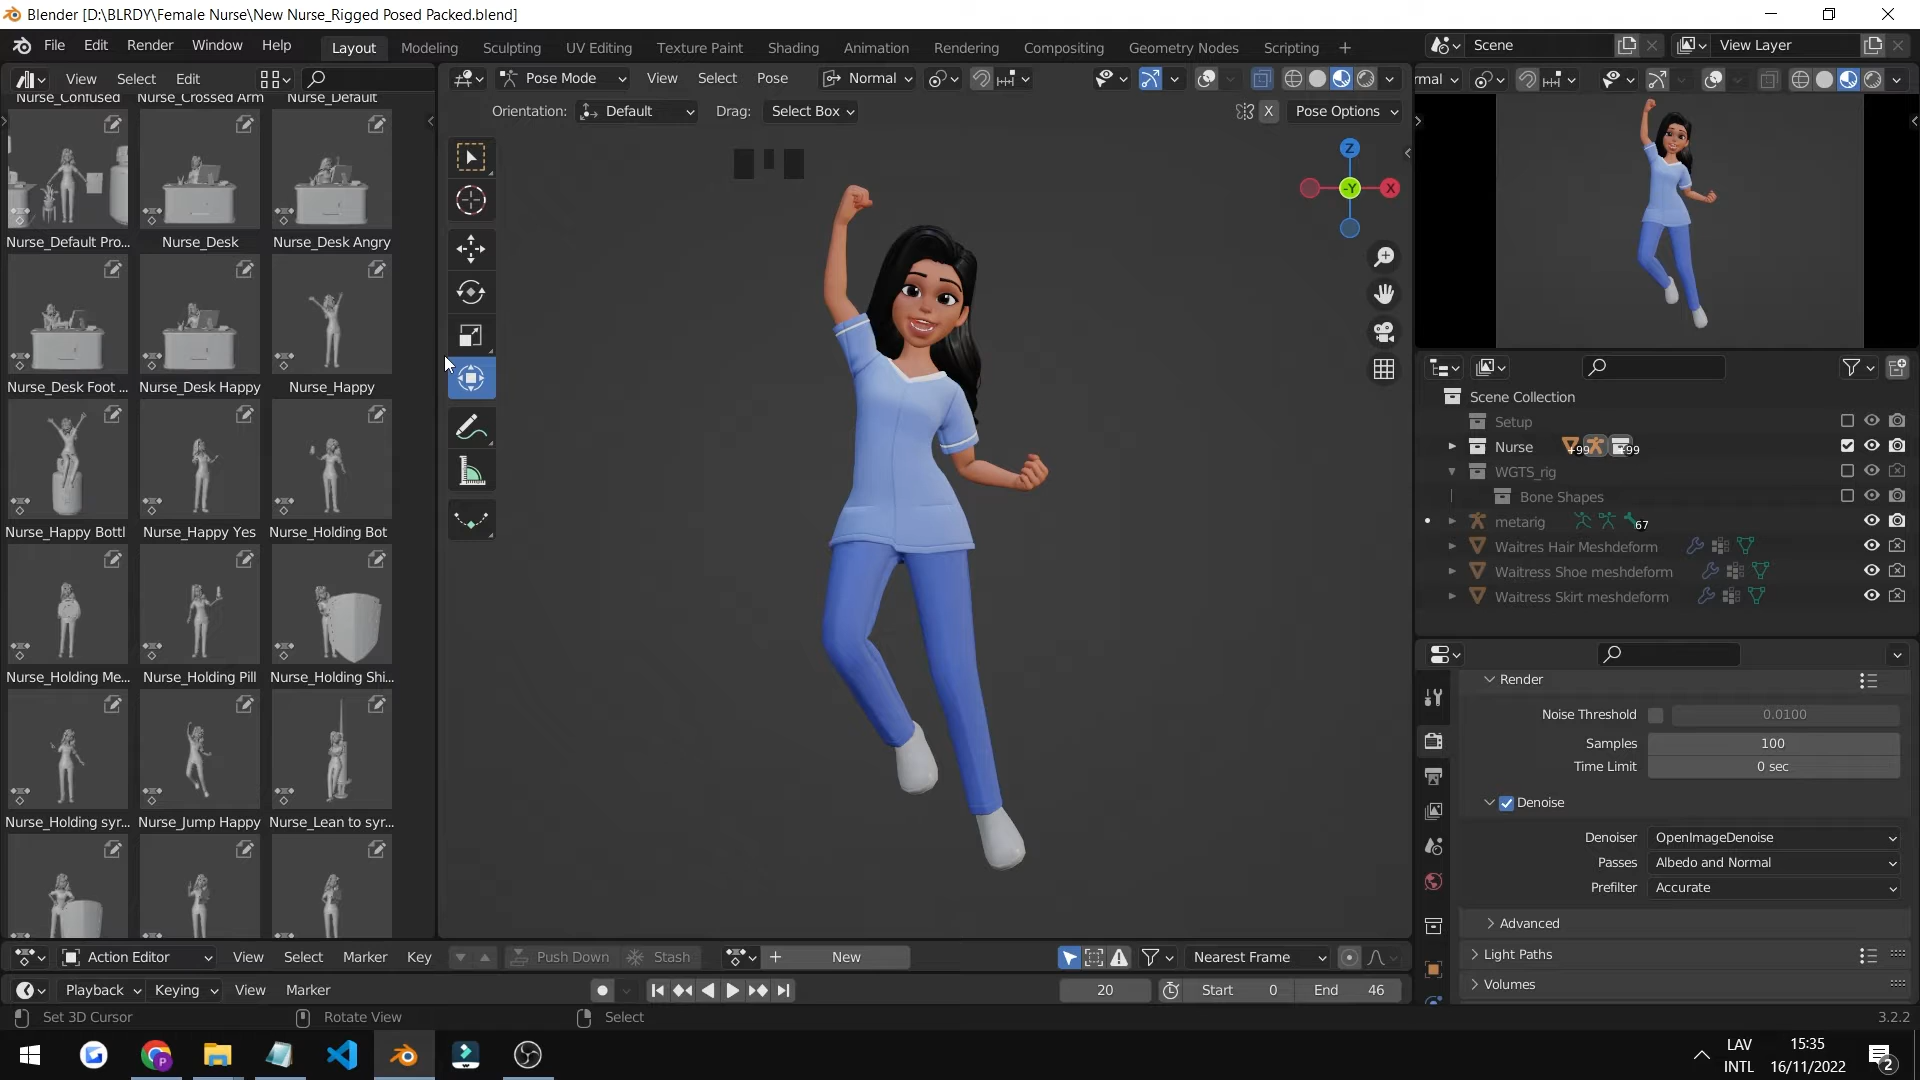 Blender [D:\BLRDY\Female Nurse\New Nurse_Rigged Posed Packed.blend]
File Edit Render Window Help Layout Modeling Sculpting UV Editing Texture Paint Shading Animation Rendering Compositing Geometry Nodes Scripting + Scene View Layer
View Select Edit Pose Mode View Select Pose Normal rmal
Orientation: Default Drag: Select Box X Pose Options
Nurse_Confused Nurse_Crossed Arm Nurse_Default
Z
-Y X
Nurse_Default Pro... Nurse_Desk Nurse_Desk Angry
Nurse_Desk Foot ... Nurse_Desk Happy Nurse_Happy
Nurse_Happy Bottl Nurse_Happy Yes Nurse_Holding Bot
Nurse_Holding Me... Nurse_Holding Pill Nurse_Holding Shi...
Nurse_Holding syr... Nurse_Jump Happy Nurse_Lean to syr...
Scene Collection
Setup
Nurse +99 +99
WGTS_rig
Bone Shapes
metarig 67
Waitres Hair Meshdeform
Waitress Shoe meshdeform
Waitress Skirt meshdeform
Render
Noise Threshold 0.0100
Samples 100
Time Limit 0 sec
Denoise
Denoiser OpenImageDenoise
Passes Albedo and Normal
Prefilter Accurate
Advanced
Light Paths
Volumes
Action Editor View Select Marker Key Push Down Stash + New Nearest Frame
Playback Keying View Marker 20 Start 0 End 46
Set 3D Cursor Rotate View Select 3.2.2
LAV 15:35
INTL 16/11/2022 2